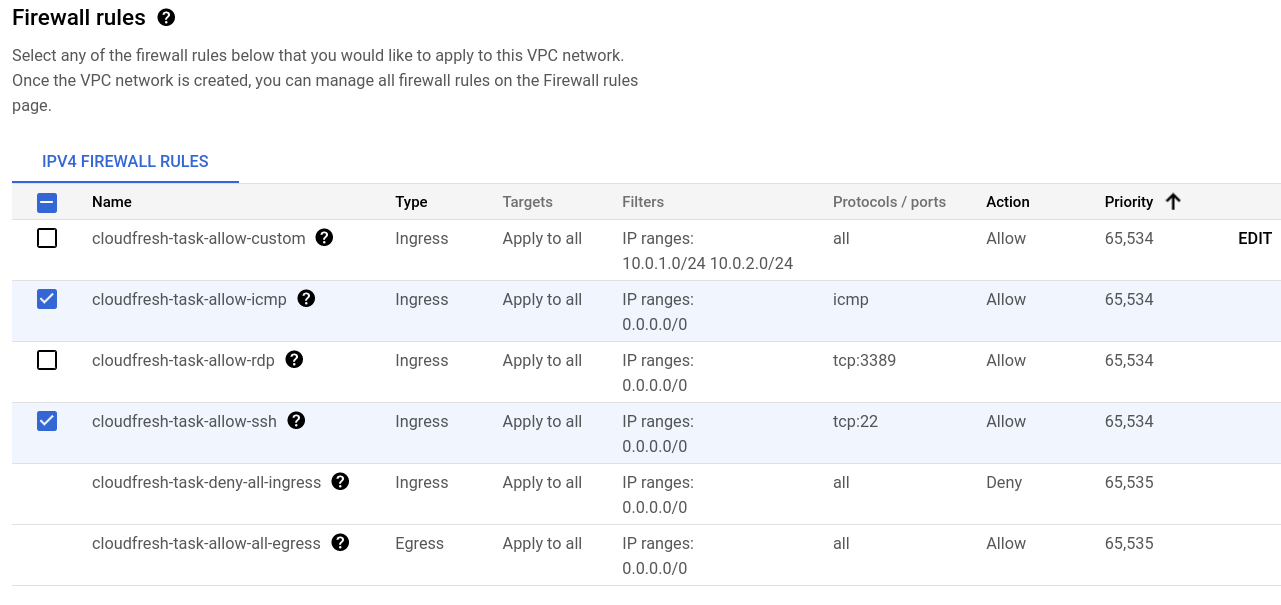 Firewall rules ?
Select any of the firewall rules below that you would like to apply to this VPC network.
Once the VPC network is created, you can manage all firewall rules on the Firewall rules
page.
IPV4 FIREWALL RULES
Name Type Targets Filters Protocols / ports Action Priority
cloudfresh-task-allow-custom ? Ingress Apply to all IP ranges: all Allow 65,534 EDIT
10.0.1.0/24 10.0.2.0/24
cloudfresh-task-allow-icmp ? Ingress Apply to all IP ranges: icmp Allow 65,534
0.0.0.0/0
cloudfresh-task-allow-rdp ? Ingress Apply to all IP ranges: tcp:3389 Allow 65,534
0.0.0.0/0
cloudfresh-task-allow-ssh ? Ingress Apply to all IP ranges: tcp:22 Allow 65,534
0.0.0.0/0
cloudfresh-task-deny-all-ingress ? Ingress Apply to all IP ranges: all Deny 65,535
0.0.0.0/0
cloudfresh-task-allow-all-egress ? Egress Apply to all IP ranges: all Allow 65,535
0.0.0.0/0